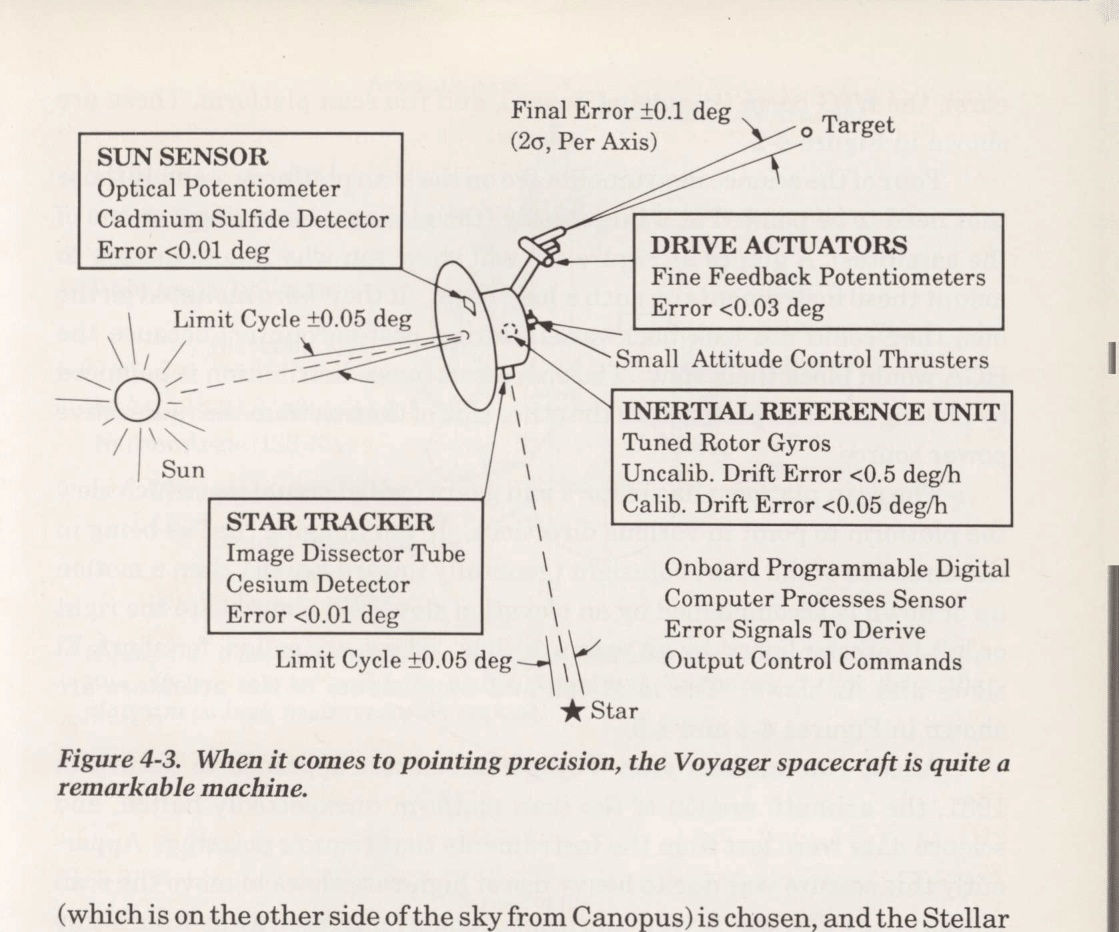 Final Error ±0.1 deg
(2σ, Per Axis)
Target
SUN SENSOR
Optical Potentiometer
Cadmium Sulfide Detector
Error <0.01 deg
DRIVE ACTUATORS
Fine Feedback Potentiometers
Error <0.03 deg
Limit Cycle ±0.05 deg
Small Attitude Control Thrusters
Sun
INERTIAL REFERENCE UNIT
Tuned Rotor Gyros
Uncalib. Drift Error <0.5 deg/h
Calib. Drift Error <0.05 deg/h
STAR TRACKER
Image Dissector Tube
Cesium Detector
Error <0.01 deg
Onboard Programmable Digital
Computer Processes Sensor
Error Signals To Derive
Output Control Commands
Limit Cycle ±0.05 deg
Star
Figure 4-3. When it comes to pointing precision, the Voyager spacecraft is quite a
remarkable machine.
(which is on the other side of the sky from Canopus) is chosen, and the Stellar